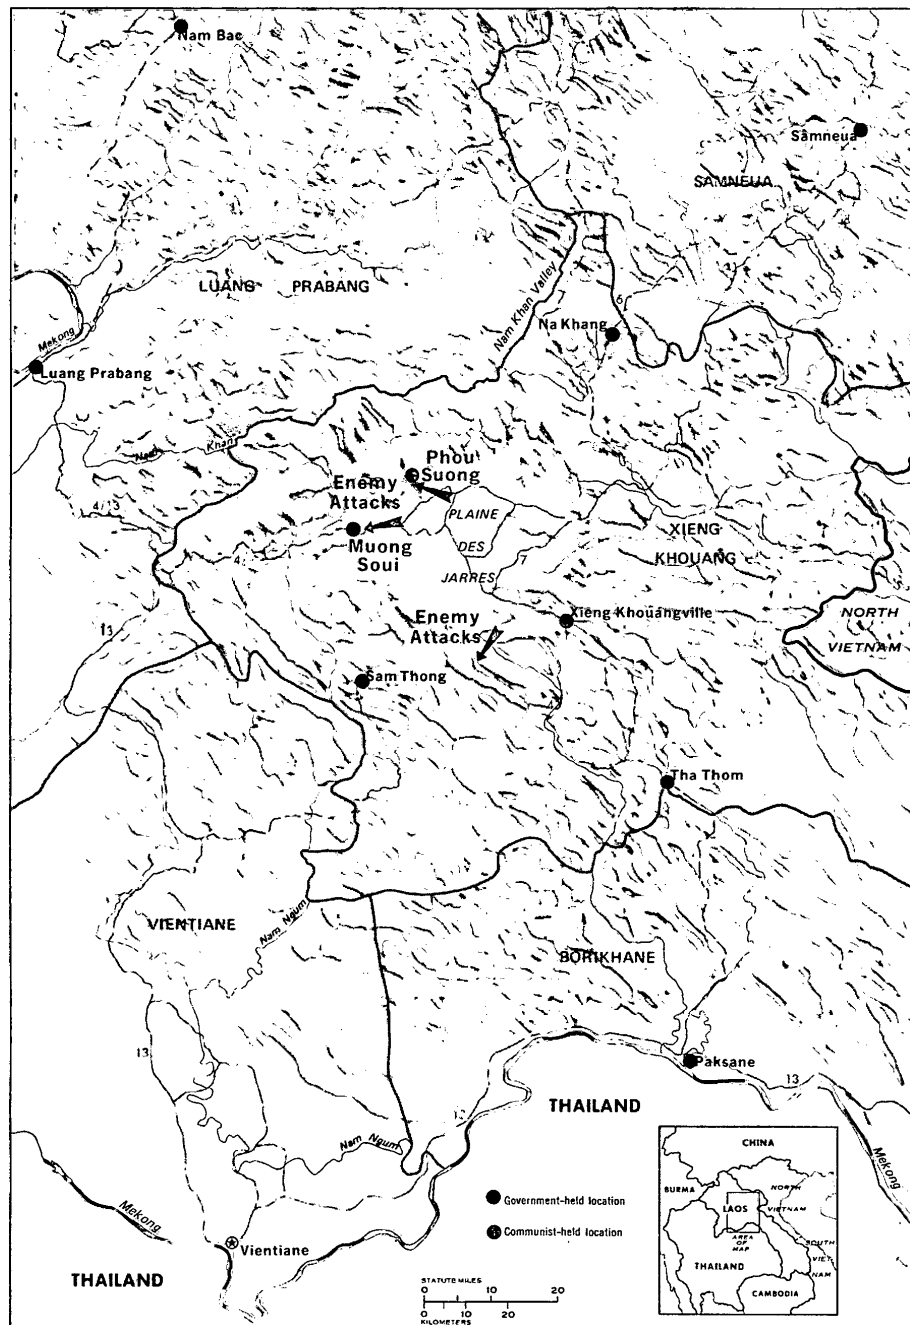 Nam Bac
Samneua
SAMNEUA
LUANG PRABANG
Nam Khan Valley
Mekong
6
Na Khang
Luang Prabang
Nam Khan
Phou
Suong
7
Enemy
Attacks
4/13
PLAINE
DES
JARRES
XIENG
KHOUANG
Muong
Soui
4
7
NORTH
VIETNAM
Xieng Khouangville
Enemy
Attacks
13
Sam Thong
4
Tha Thom
VIENTIANE
Nam Ngum
BORIKHANE
13
Paksane
13
THAILAND
Nam Ngum
Mekong
Mekong
Vientiane
THAILAND
Government-held location
Communist-held location
STATUTE MILES
0 10 20
0 10 20
KILOMETERS
CHINA
BURMA
NORTH
VIETNAM
LAOS
AREA
OF
MAP
THAILAND
SOUTH
VIET-
NAM
CAMBODIA